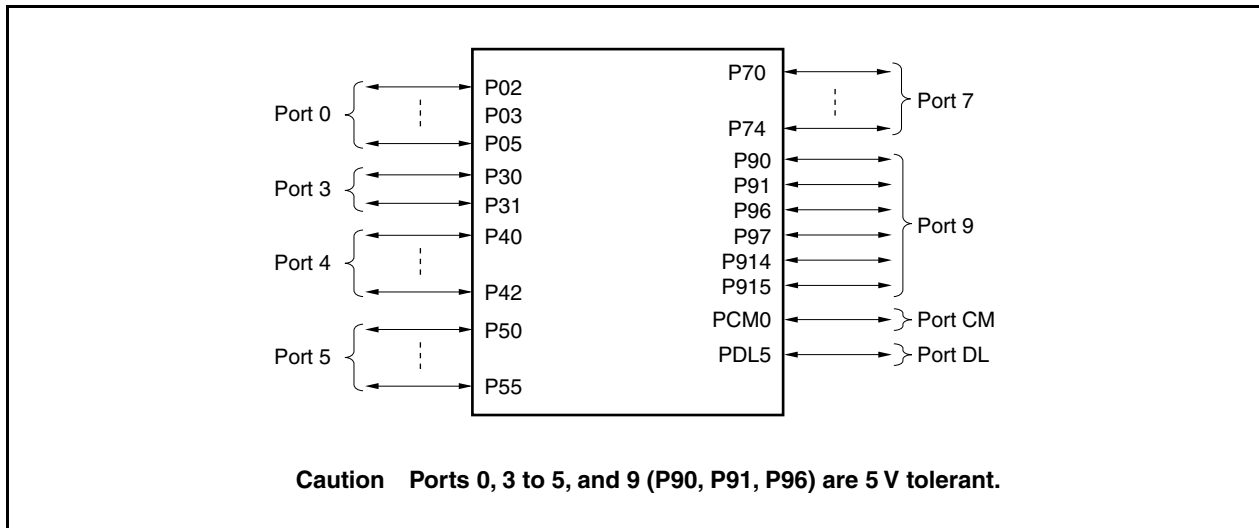 Port 0
P02
P03
P05
Port 3
P30
P31
Port 4
P40
P42
Port 5
P50
P55
P70
P74
Port 7
P90
P91
P96
P97
P914
P915
Port 9
PCM0
Port CM
PDL5
Port DL
Caution Ports 0, 3 to 5, and 9 (P90, P91, P96) are 5 V tolerant.